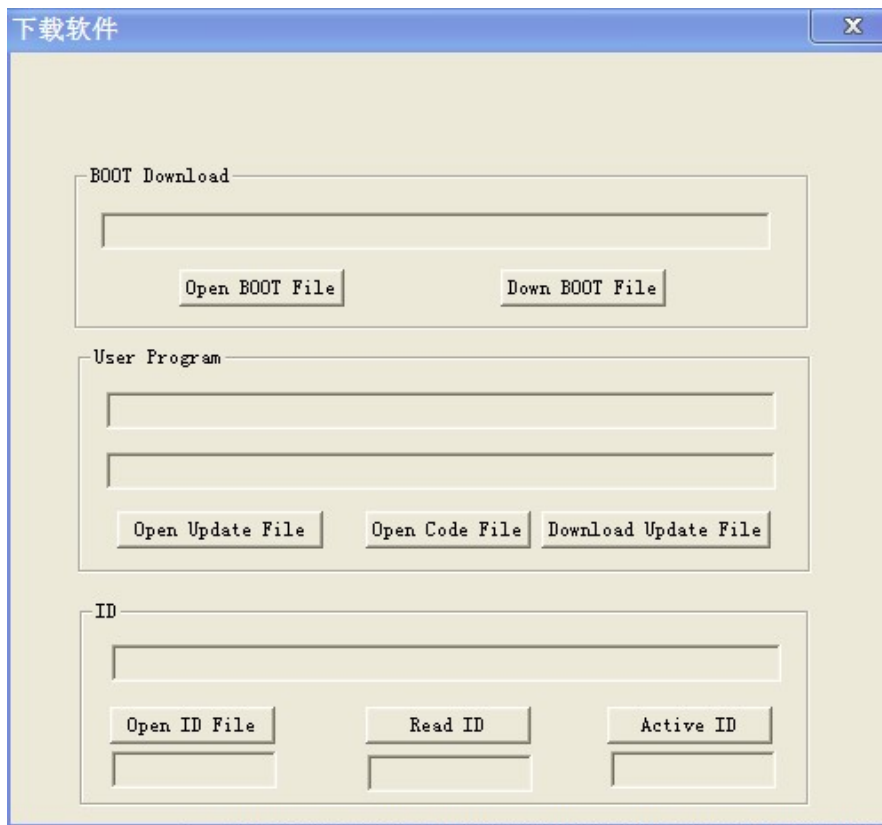 下载软件
X
BOOT Download
Open BOOT File Down BOOT File
User Program
Open Update File Open Code File Download Update File
ID
Open ID File Read ID Active ID